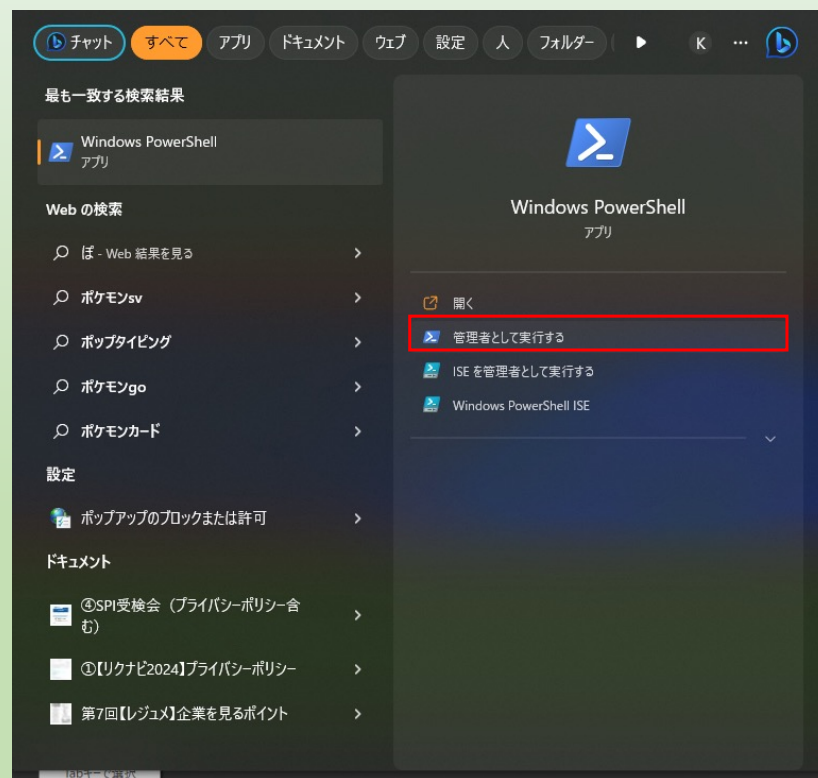 チャット すべて アプリ ドキュメント ウェブ 設定 人 フォルダー K
最も一致する検索結果
Windows PowerShell
アプリ
Web の検索
ぽ - Web 結果を見る
ポケモンsv
ポップタイピング
ポケモンgo
ポケモンカード
設定
ポップアップのブロックまたは許可
ドキュメント
④SPI受検会（プライバシーポリシー含
む）
①【リクナビ2024】プライバシーポリシー
第7回【レジュメ】企業を見るポイント
Windows PowerShell
アプリ
開く
管理者として実行する
ISE を管理者として実行する
Windows PowerShell ISE
Tabキーで選択